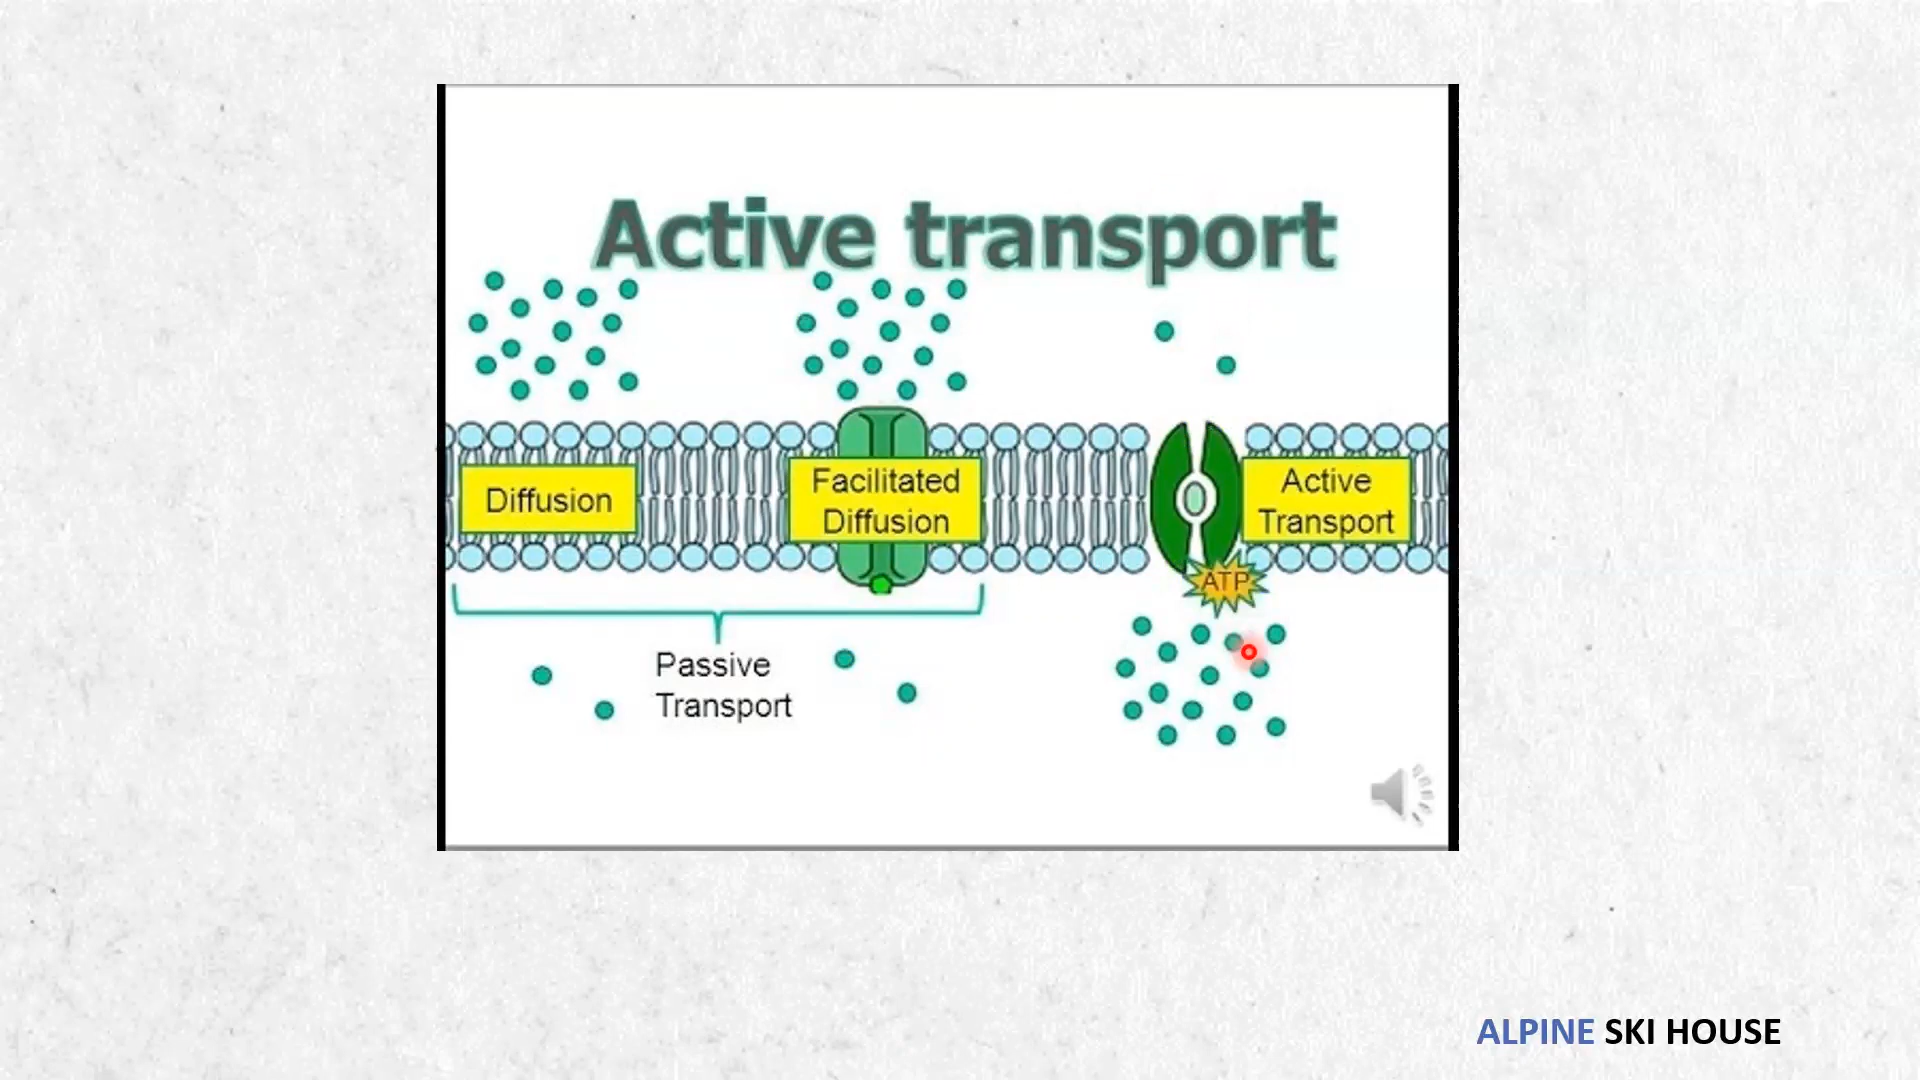 Active transport
Diffusion
Facilitated
Diffusion
Active
Transport
ATP
Passive
Transport
ALPINE SKI HOUSE